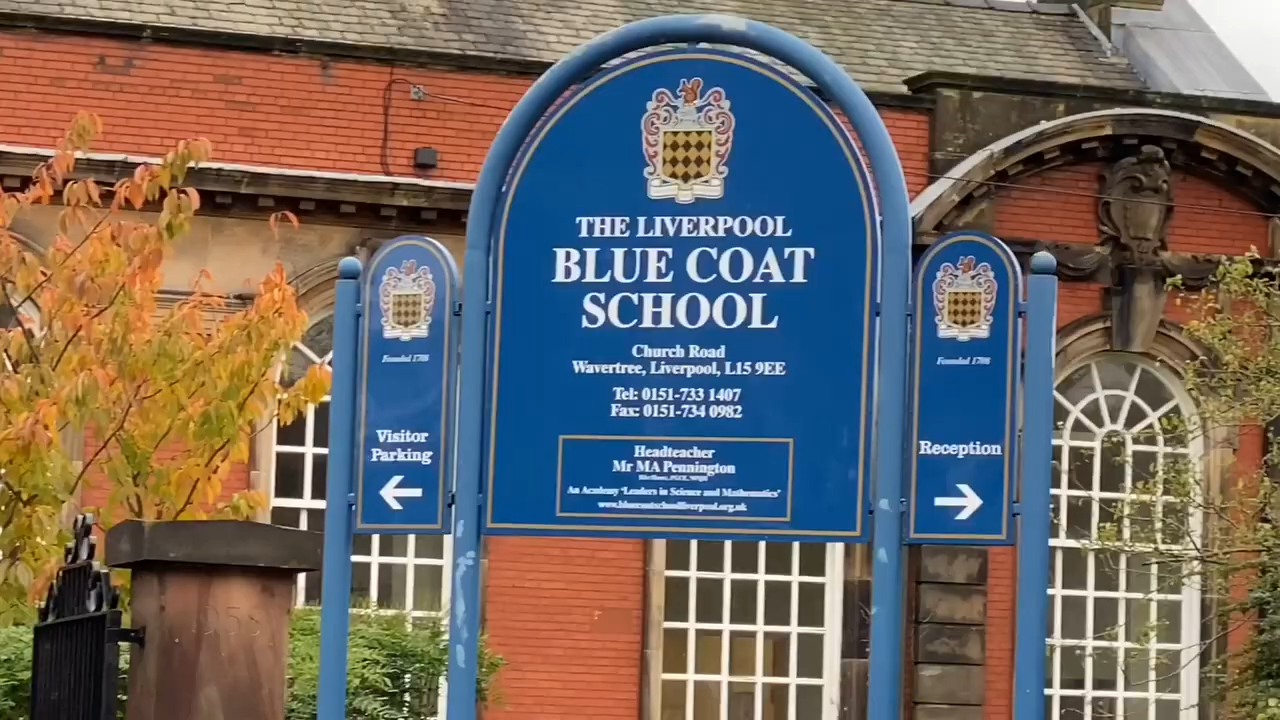 THE LIVERPOOL
BLUE COAT
SCHOOL
Church Road
Wavertree, Liverpool, L15 9EE
Tel: 0151-733 1407
Fax: 0151-734 0982
Headteacher
Mr MA Pennington
An Academy 'Leaders in Science and Mathematics'
www.bluecoatschoolliverpool.org.uk
Founded 1708
Visitor
Parking
Founded 1708
Reception